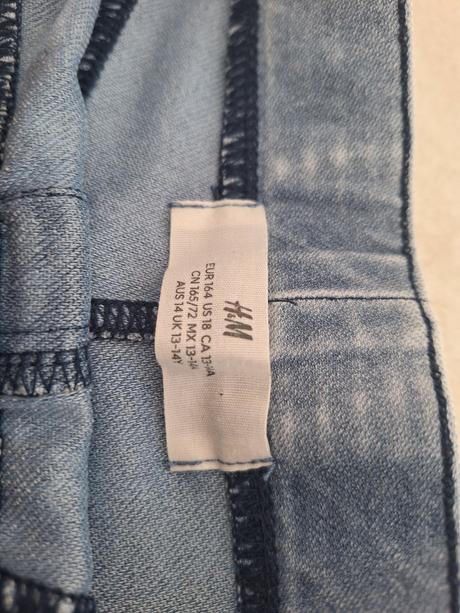 H&M
EUR 164 US 18 CA 13-14
CN 165/72 MX 13-14
AUS 14 UK 13-14Y